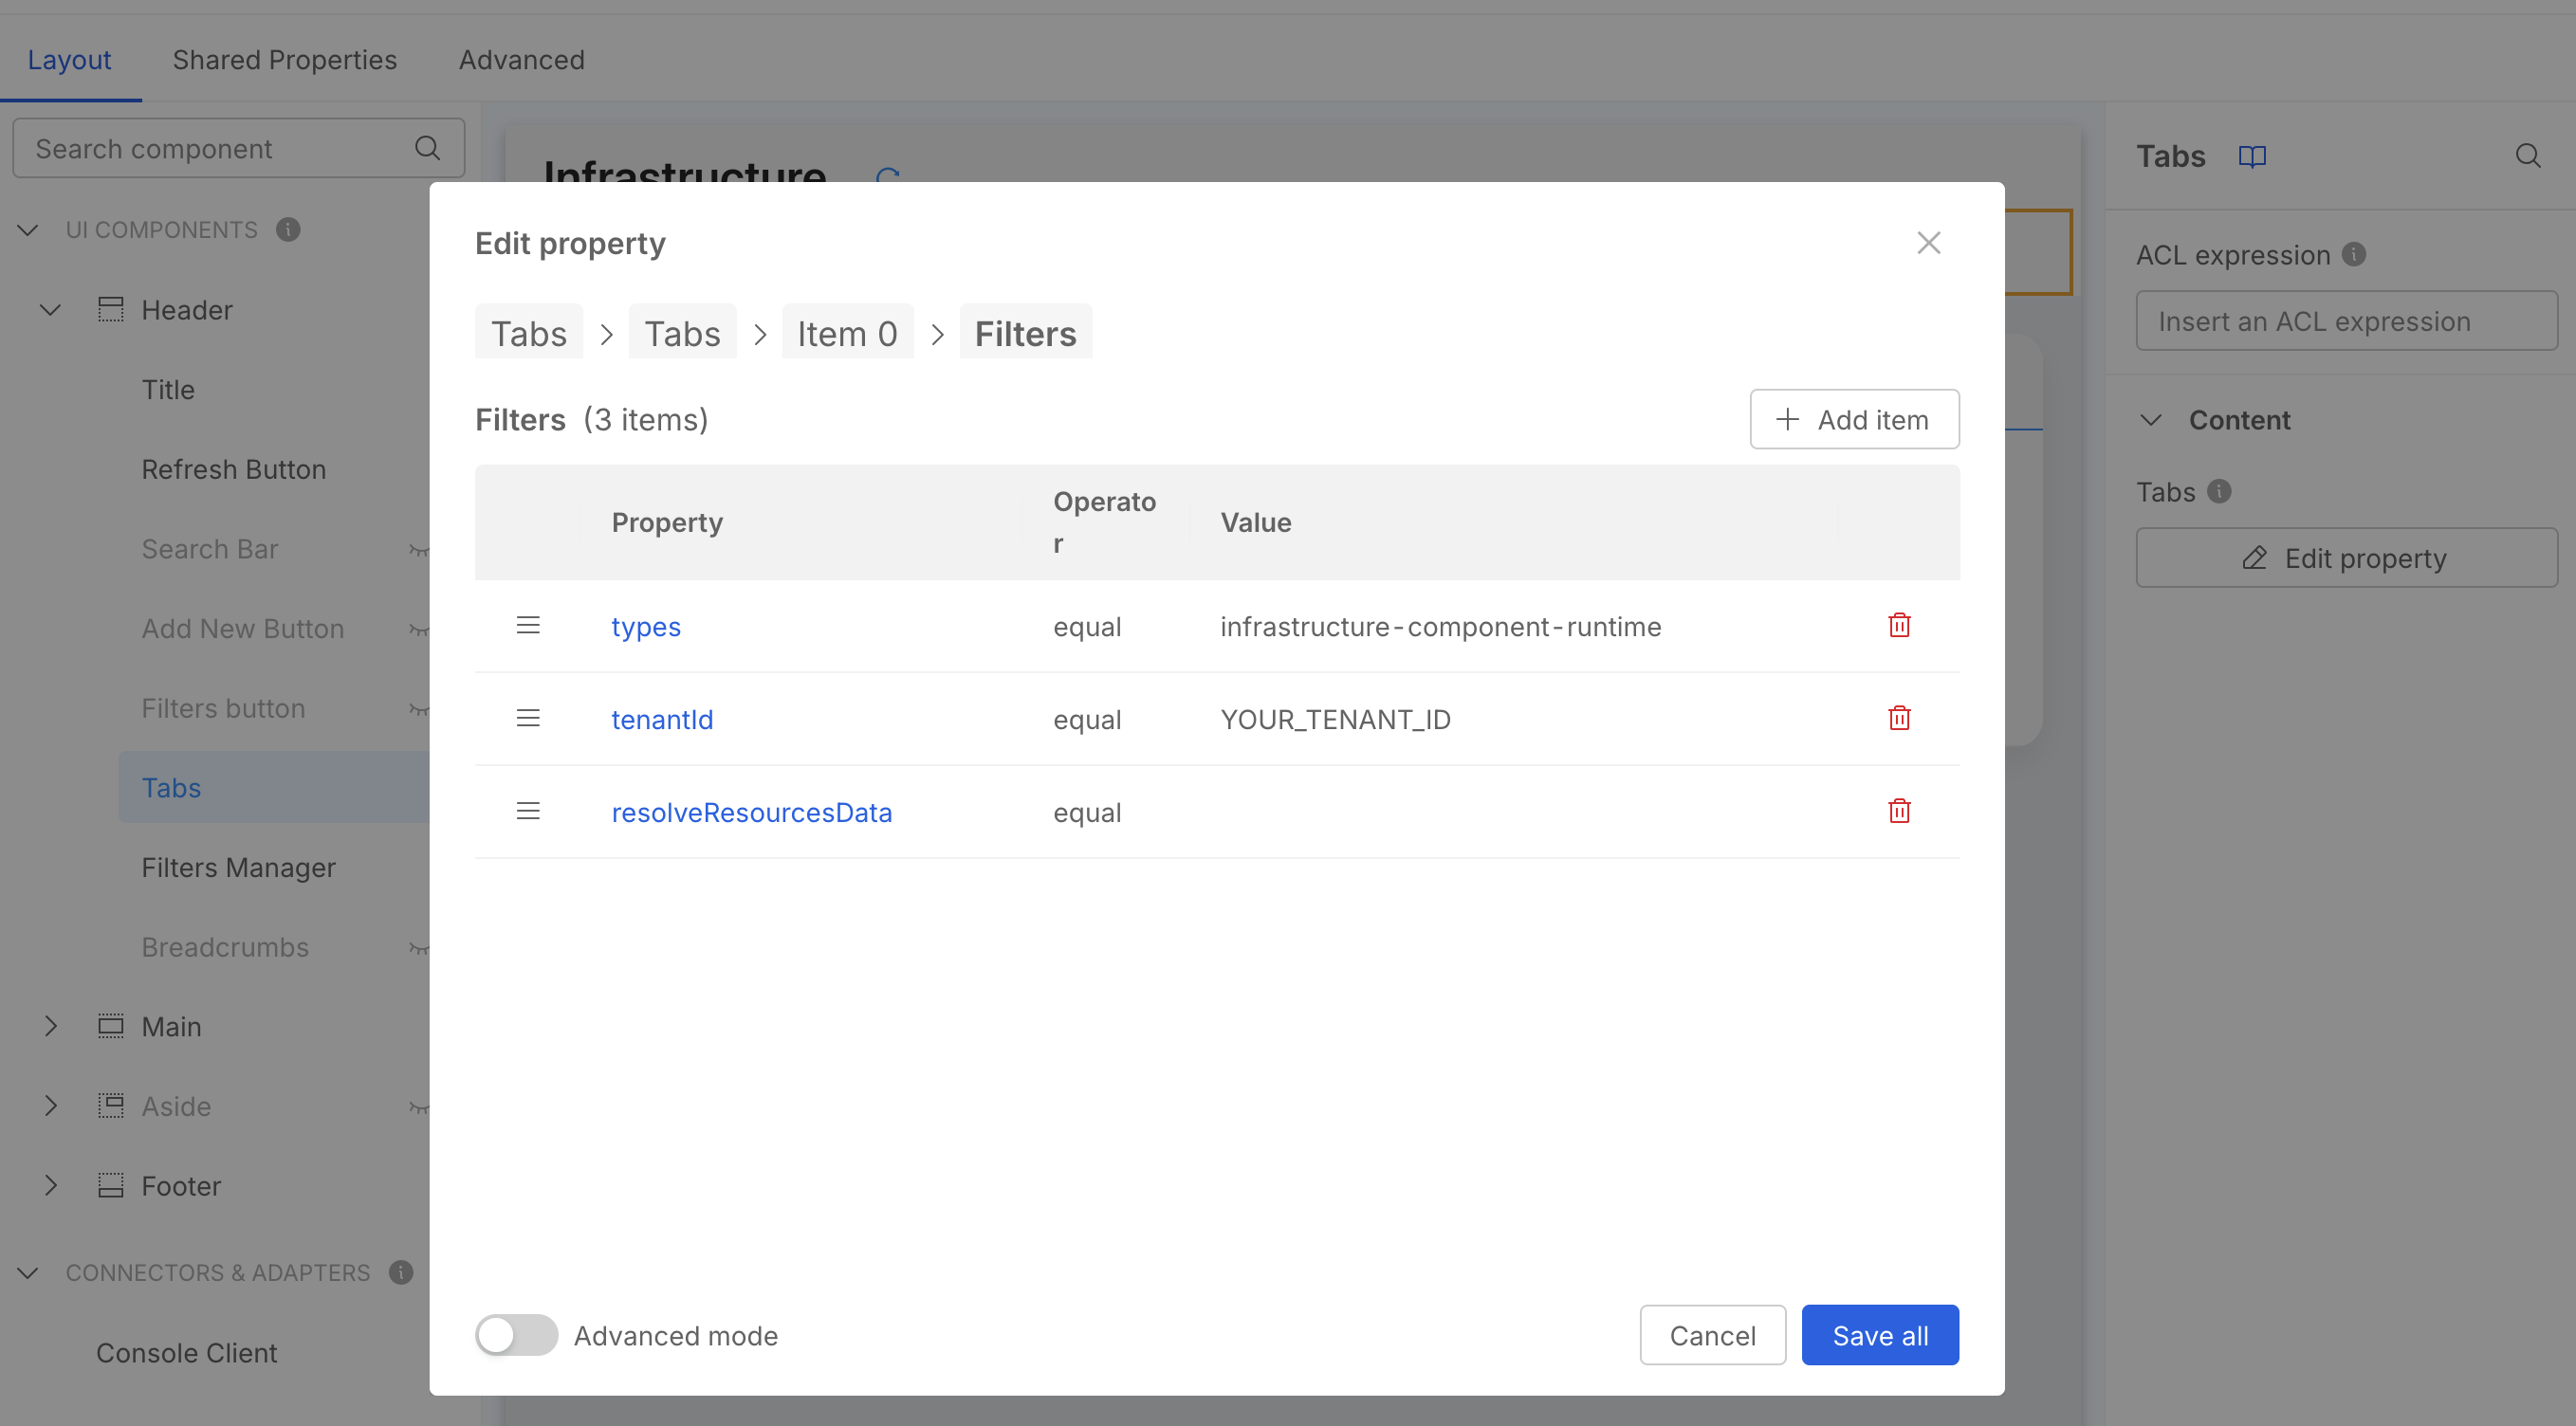 Layout
Shared Properties
Advanced
Search component
UI COMPONENTS
Header
Title
Refresh Button
Search Bar
Add New Button
Filters button
Tabs
Filters Manager
Breadcrumbs
Main
Aside
Footer
CONNECTORS & ADAPTERS
Console Client
Infrastructure
Edit property
Tabs > Tabs > Item 0 > Filters
Filters (3 items)
Add item
Property Operato Value
r
types equal infrastructure-component-runtime
tenantId equal YOUR_TENANT_ID
resolveResourcesData equal
Advanced mode
Cancel
Save all
Tabs
ACL expression
Insert an ACL expression
Content
Tabs
Edit property